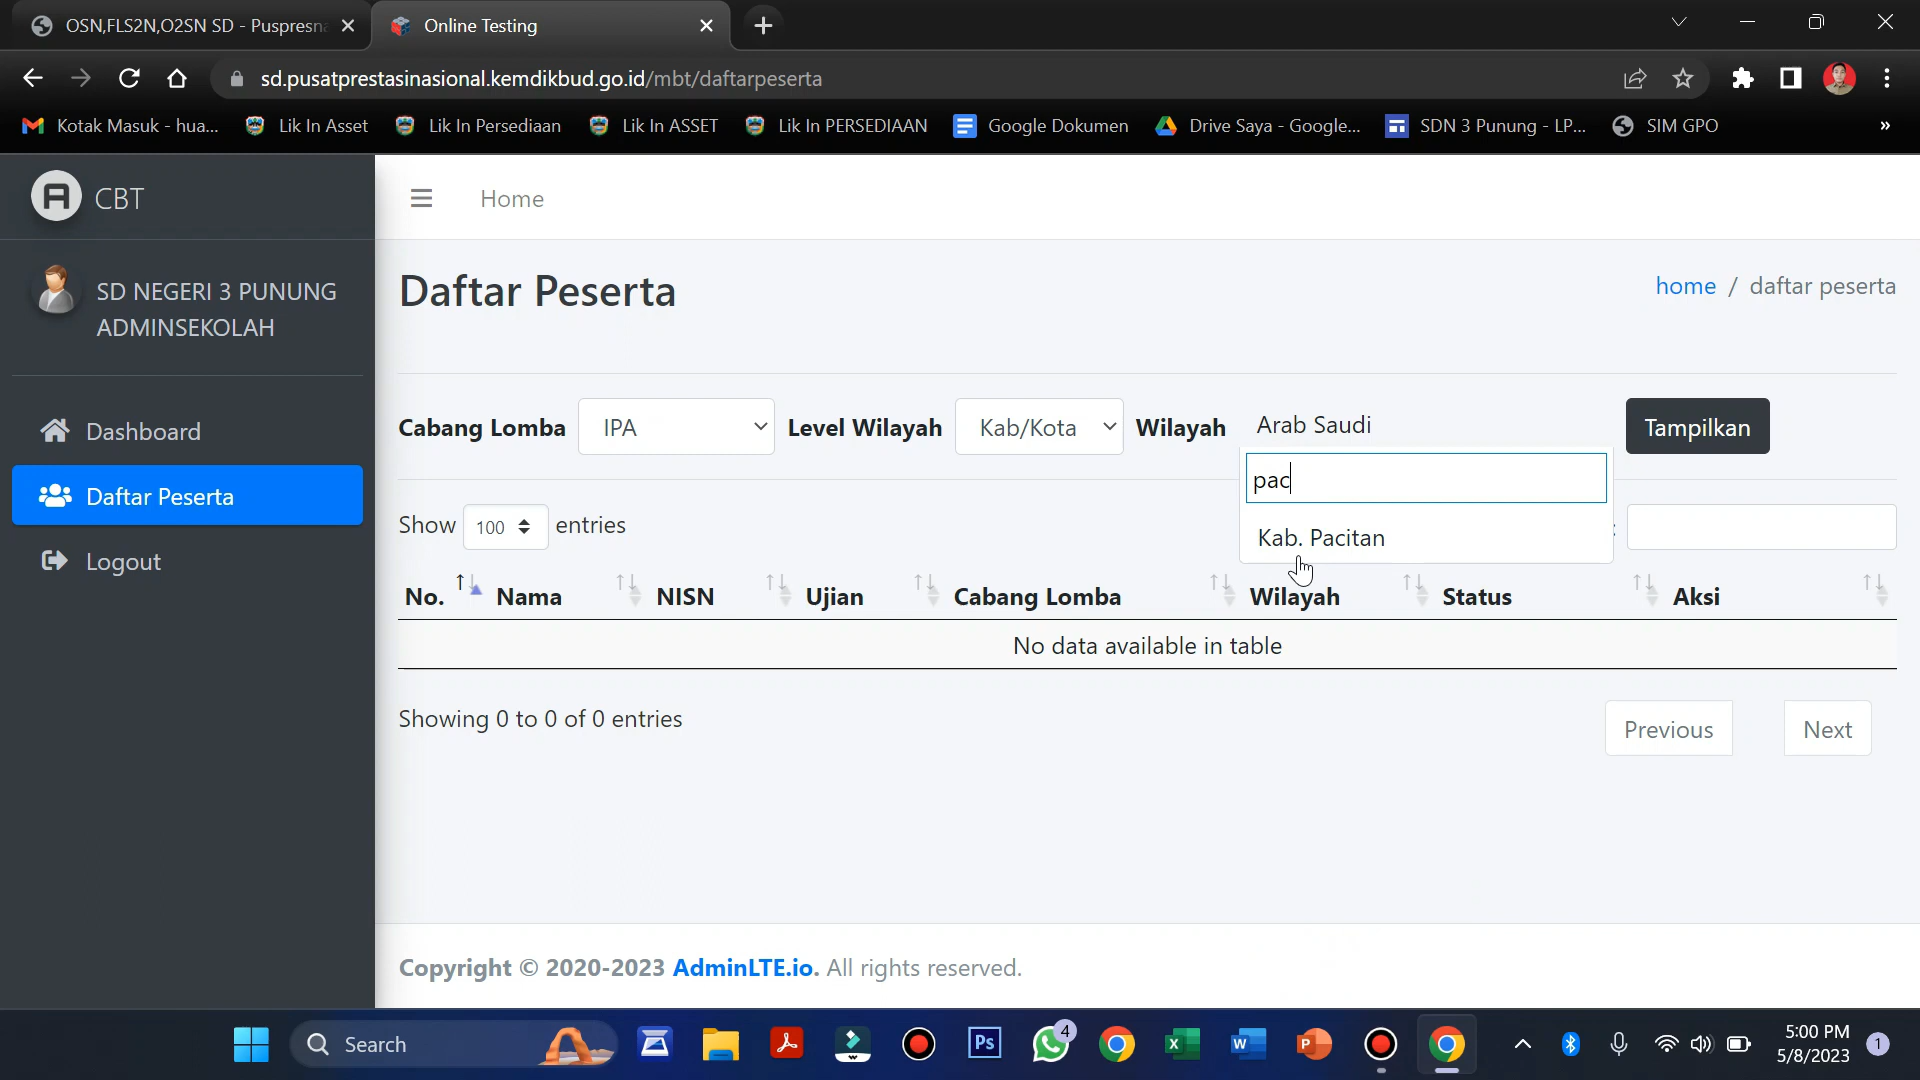 OSN,FLS2N,O2SN SD - Puspresna
Online Testing
sd.pusatprestasinasional.kemdikbud.go.id/mbt/daftarpeserta
Kotak Masuk - hua...
Lik In Asset
Lik In Persediaan
Lik In ASSET
Lik In PERSEDIAAN
Google Dokumen
Drive Saya - Google...
SDN 3 Punung - LP...
SIM GPO
»
CBT
Home
SD NEGERI 3 PUNUNG
ADMINSEKOLAH
Dashboard
Daftar Peserta
Logout
Daftar Peserta
home / daftar peserta
Cabang Lomba IPA Level Wilayah Kab/Kota Wilayah Arab Saudi Tampilkan
pac
Kab. Pacitan
Show 100 entries
No. Nama NISN Ujian Cabang Lomba Wilayah Status Aksi
No data available in table
Showing 0 to 0 of 0 entries
Previous Next
Copyright © 2020-2023 AdminLTE.io. All rights reserved.
Search
Ps
4
5:00 PM
5/8/2023
1